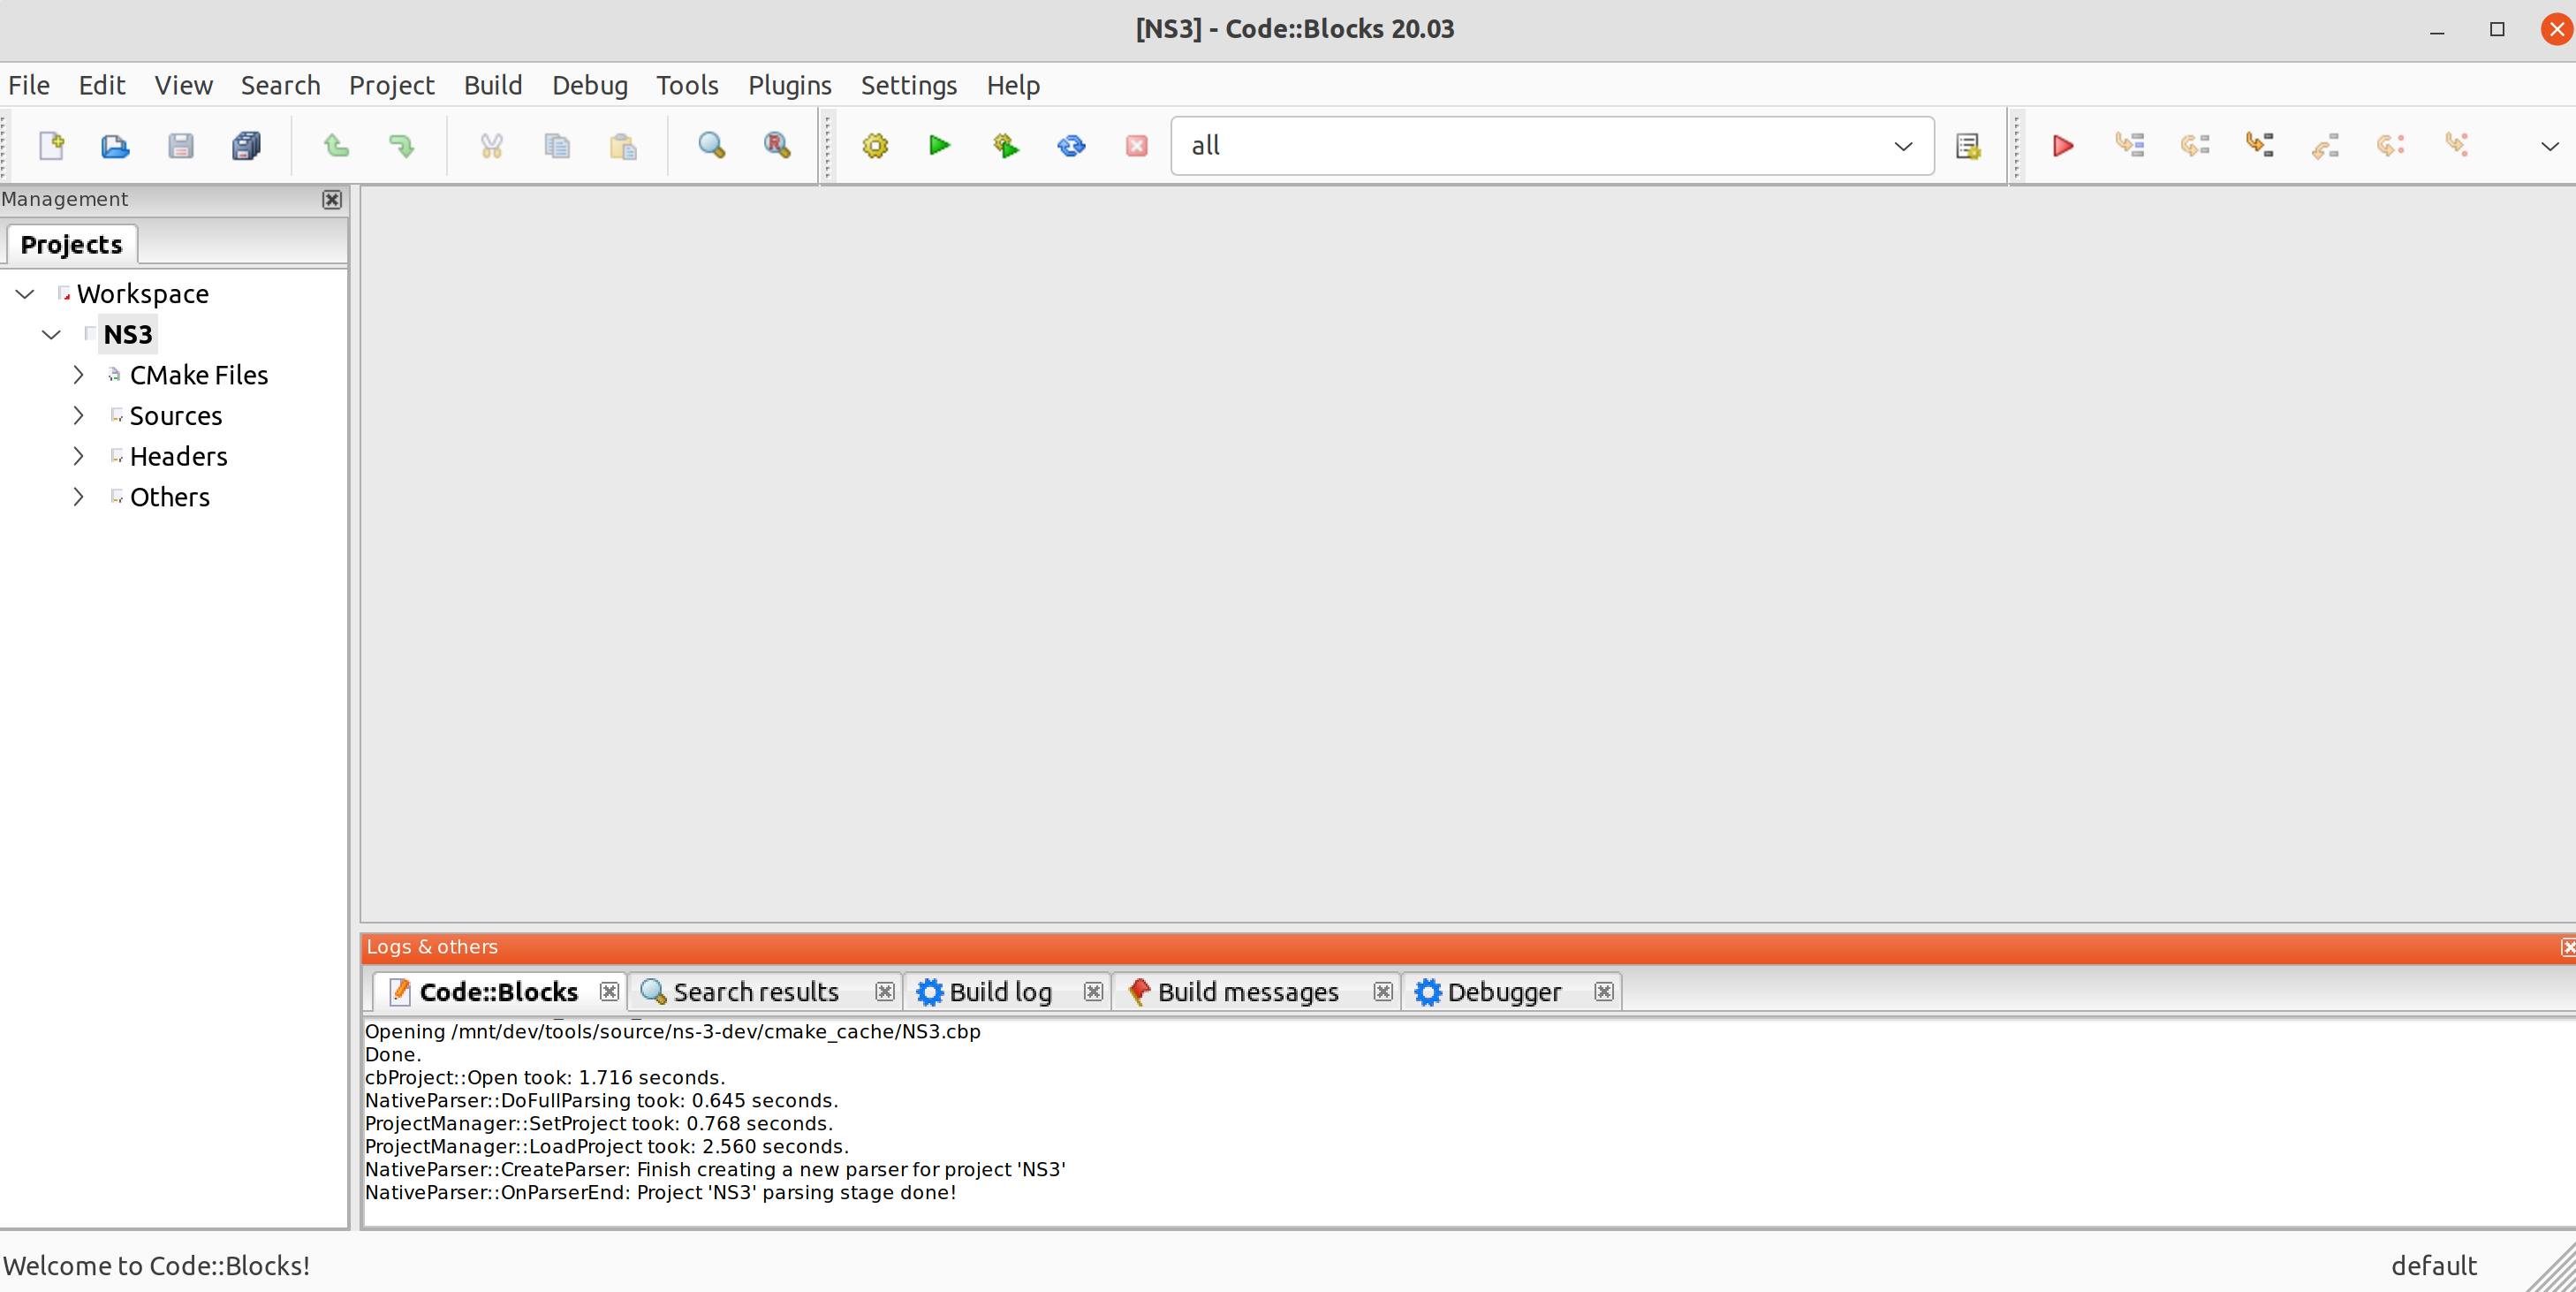 [NS3] - Code::Blocks 20.03
File Edit View Search Project Build Debug Tools Plugins Settings Help
all
Management
Projects
Workspace
NS3
CMake Files
Sources
Headers
Others
Logs & others
Code::Blocks Search results Build log Build messages Debugger
Opening /mnt/dev/tools/source/ns-3-dev/cmake_cache/NS3.cbp
Done.
cbProject::Open took: 1.716 seconds.
NativeParser::DoFullParsing took: 0.645 seconds.
ProjectManager::SetProject took: 0.768 seconds.
ProjectManager::LoadProject took: 2.560 seconds.
NativeParser::CreateParser: Finish creating a new parser for project 'NS3'
NativeParser::OnParserEnd: Project 'NS3' parsing stage done!
Welcome to Code::Blocks! default